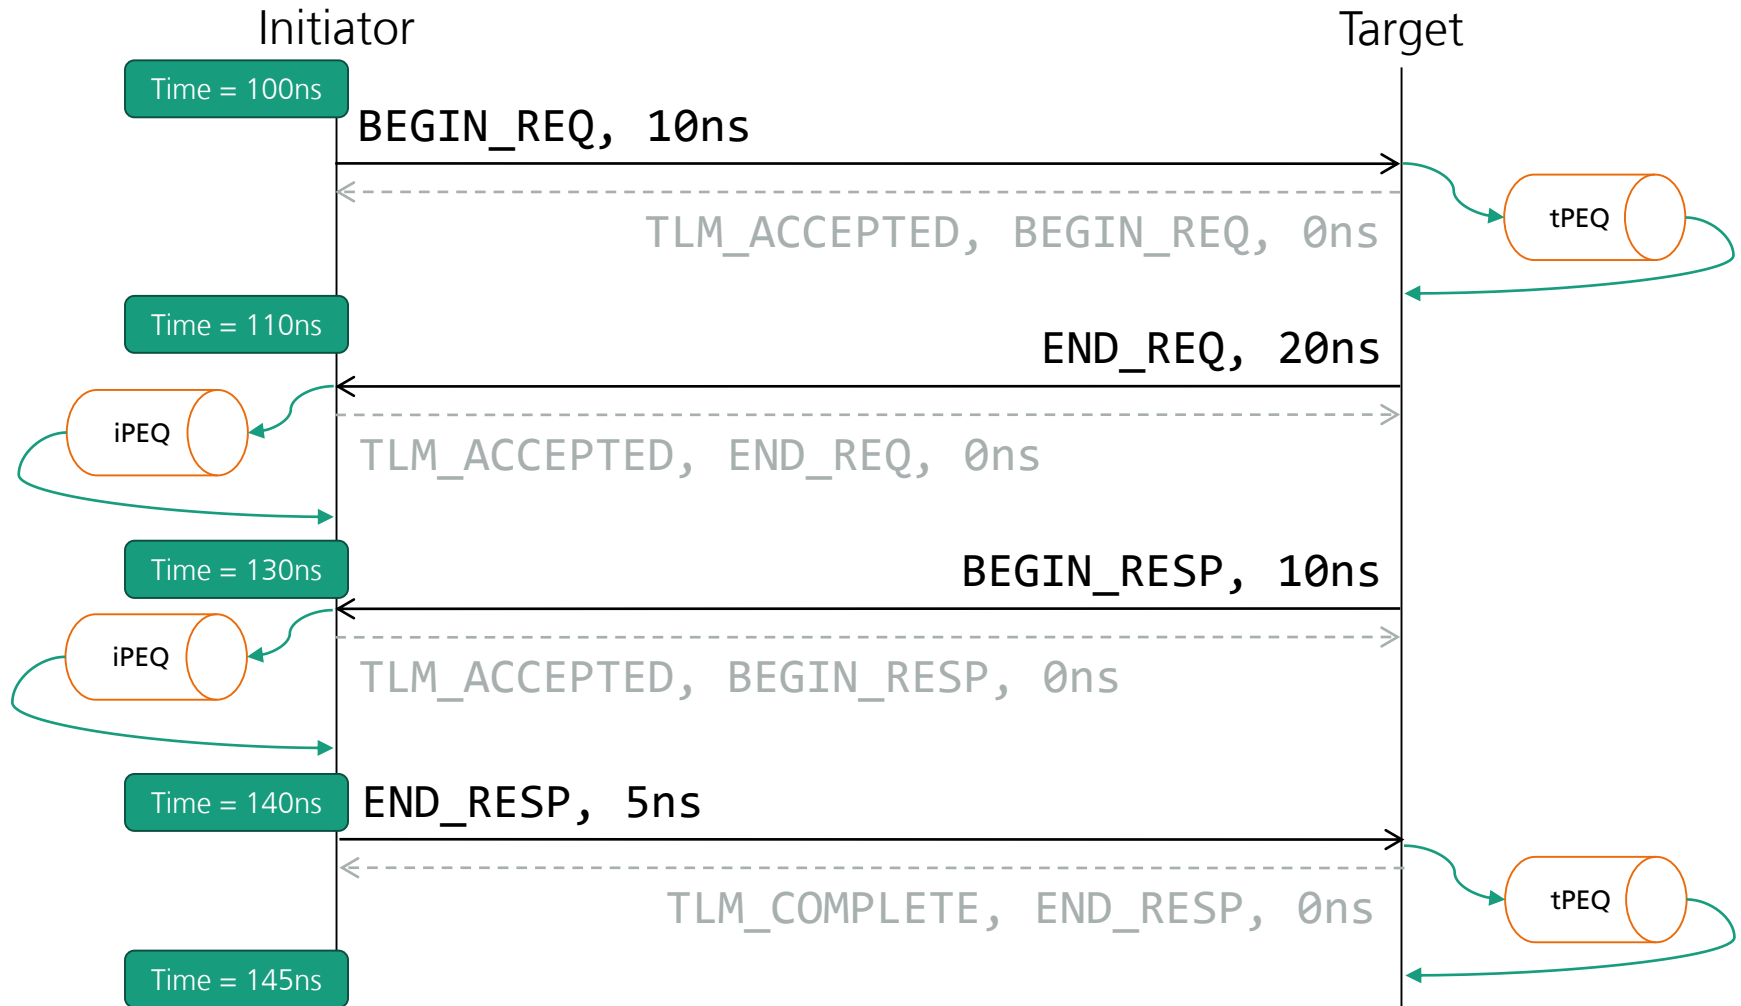 Initiator
Target
Time = 100ns
BEGIN_REQ, 10ns
TLM_ACCEPTED, BEGIN_REQ, 0ns
tPEQ
Time = 110ns
END_REQ, 20ns
iPEQ
TLM_ACCEPTED, END_REQ, 0ns
Time = 130ns
BEGIN_RESP, 10ns
iPEQ
TLM_ACCEPTED, BEGIN_RESP, 0ns
Time = 140ns
END_RESP, 5ns
TLM_COMPLETE, END_RESP, 0ns
tPEQ
Time = 145ns